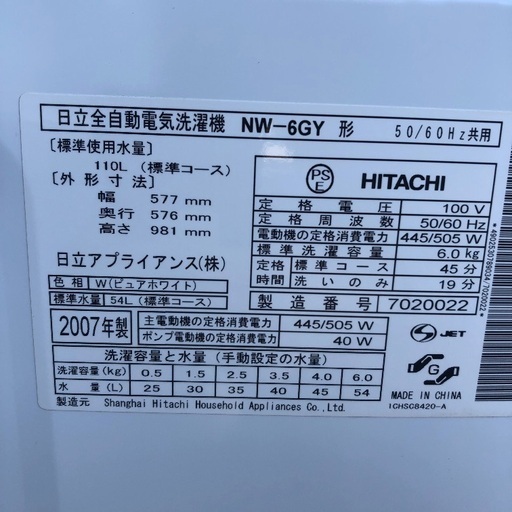 日立全自動電気洗濯機 NW-6GY 形 50/60Hz共用
〔標準使用水量〕
110L (標準コース)
〔外形寸法〕
幅 577 mm
奥行 576 mm
高さ 981 mm
日立アプライアンス(株)
色相 W(ピュアホワイト)
標準水量 54L (標準コース)
PS E HITACHI
定格電圧 100 V
定格周波数 50/60 Hz
電動機の定格消費電力 445/505 W
標準洗濯容量 6.0 kg
定格時間 標準コース 45 分
洗いのみ 19 分
製造番号 7020022
2007年製
主電動機の定格消費電力 445/505 W
ポンプ電動機の定格消費電力 40 W
洗濯容量と水量 (手動設定の水量)
洗濯容量(kg) 0.5 1.5 2.5 3.5 4.0 6.0
水量(L) 25 30 35 40 45 54
製造元 Shanghai Hitachi Household Appliances Co.,Ltd.
S JET
SG
MADE IN CHINA
1GHSC8420-A